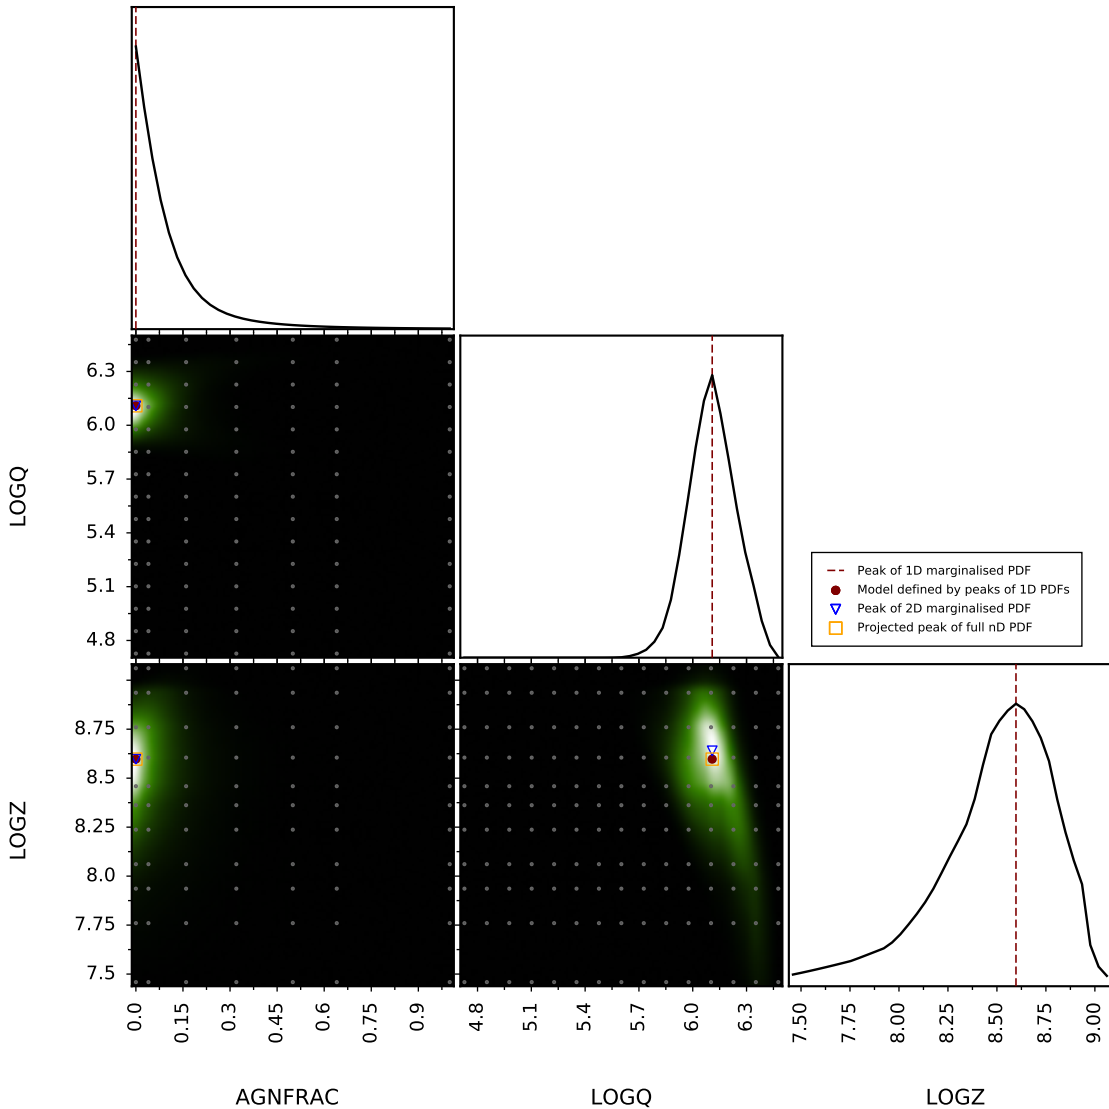 6.3
6.0
5.7
5.4
5.1
4.8
LOGQ
Peak of 1D marginalised PDF
Model defined by peaks of 1D PDFs
Peak of 2D marginalised PDF
Projected peak of full nD PDF
8.75
8.5
8.25
8.0
7.75
7.5
LOGZ
0.0 0.15 0.3 0.45 0.6 0.75 0.9
4.8 5.1 5.4 5.7 6.0 6.3
7.50 7.75 8.00 8.25 8.50 8.75 9.00
AGNFRAC LOGQ LOGZ